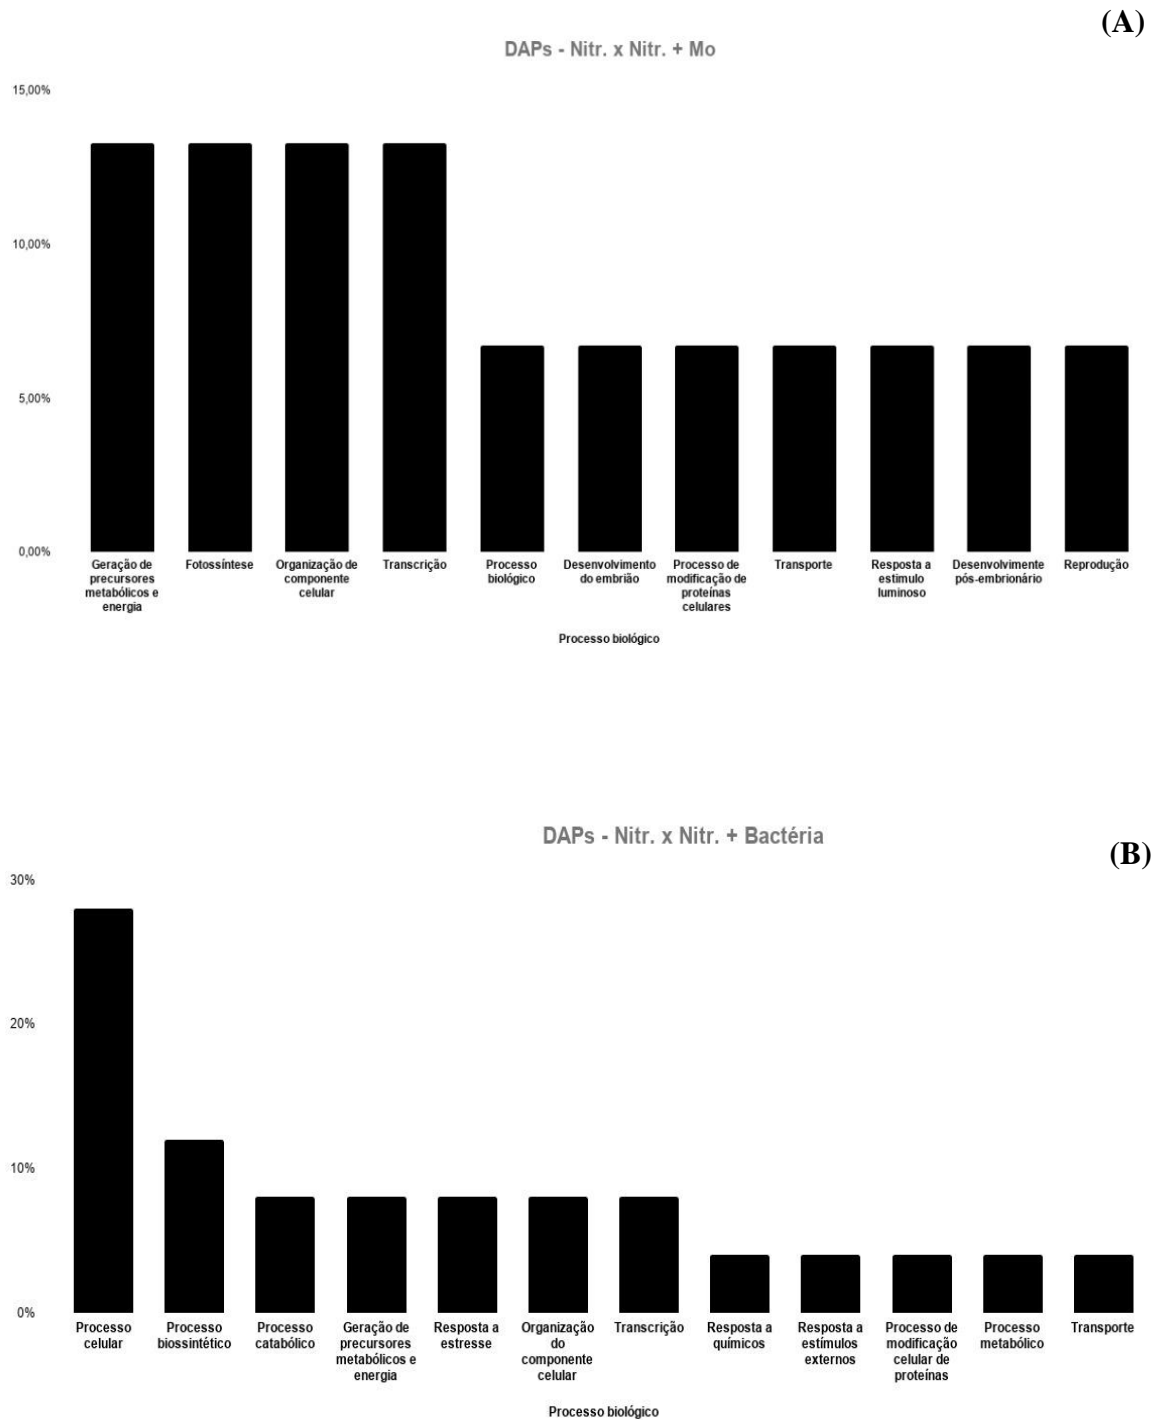 (A)
DAPs - Nitr. x Nitr. + Mo
15,00%
10,00%
5,00%
0,00%
Geração de
precursores
metabólicos e
energia
Fotossíntese
Organização de
componente
celular
Transcrição
Processo
biológico
Desenvolvimento
do embrião
Processo de
modificação de
proteínas
celulares
Transporte
Resposta a
estimulo
luminoso
Desenvolvimente
pós-embrionário
Reprodução
Processo biológico
DAPs - Nitr. x Nitr. + Bactéria
(B)
30%
20%
10%
0%
Processo
celular
Processo
biossintético
Processo
catabólico
Geração de
precursores
metabólicos e
energia
Resposta a
estresse
Organização
do
componente
celular
Transcrição
Resposta a
químicos
Resposta a
estímulos
externos
Processo de
modificação
celular de
proteínas
Processo
metabólico
Transporte
Processo biológico